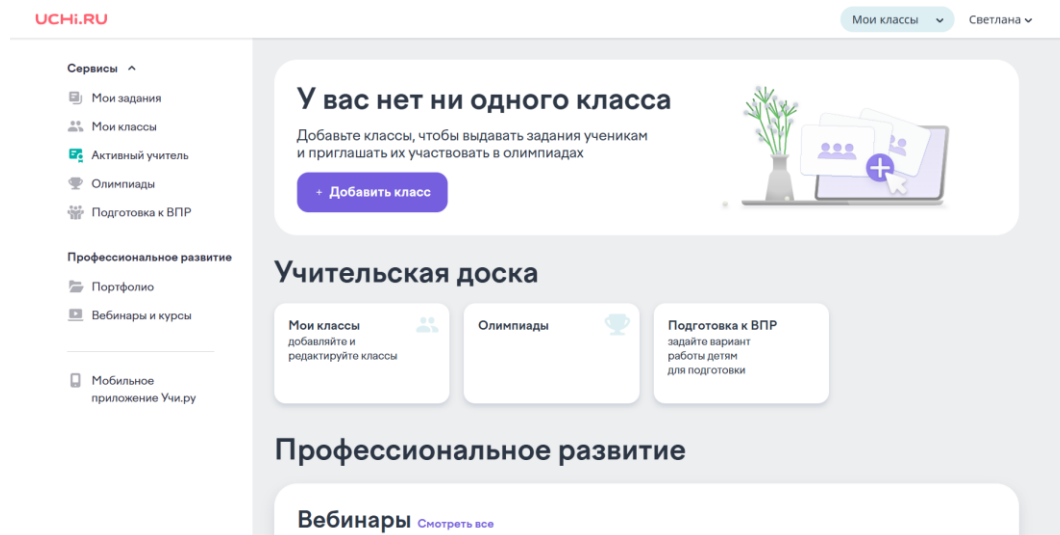 UCHi.RU
Мои классы
Светлана
Сервисы
Мои задания
Мои классы
Активный учитель
Олимпиады
Подготовка к ВПР
Профессиональное развитие
Портфолио
Вебинары и курсы
Мобильное
приложение Учи.ру
У вас нет ни одного класса
Добавьте классы, чтобы выдавать задания ученикам
и приглашать их участвовать в олимпиадах
+ Добавить класс
Учительская доска
Мои классы
добавляйте и
редактируйте классы
Олимпиады
Подготовка к ВПР
задайте вариант
работы детям
для подготовки
Профессиональное развитие
Вебинары Смотреть все